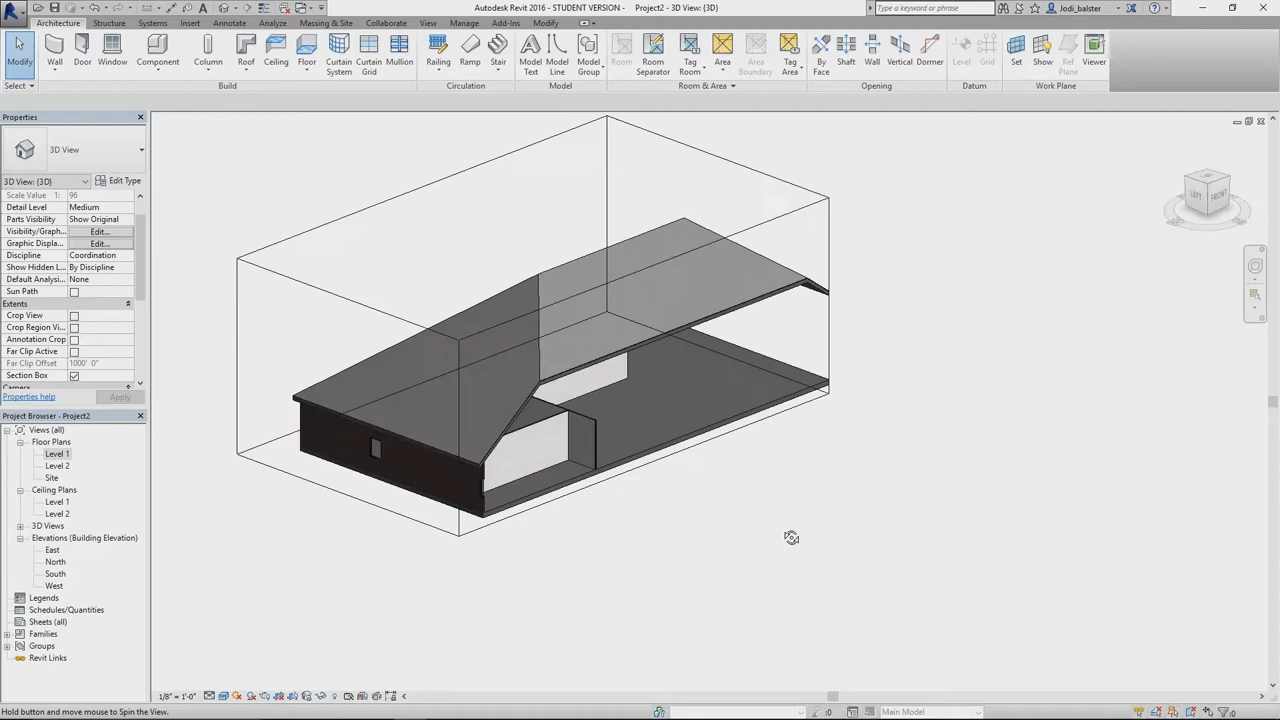 Autodesk Revit 2016 - STUDENT VERSION - Project2 - 3D View: {3D}
Type a keyword or phrase
Jodi_balster
Architecture Structure Systems Insert Annotate Analyze Massing & Site Collaborate View Manage Add-Ins Modify
Modify Wall Door Window Component Column Roof Ceiling Floor Curtain System Curtain Grid Mullion Railing Ramp Stair Model Text Model Line Model Group Room Room Separator Tag Room Area Area Boundary Tag Area By Face Shaft Wall Vertical Dormer Level Grid Set Show Ref Plane Viewer
Select Build Circulation Model Room & Area Opening Datum Work Plane
Properties
3D View
3D View: {3D} Edit Type
Scale Value 1: 96
Detail Level Medium
Parts Visibility Show Original
Visibility/Graph... Edit...
Graphic Displa... Edit...
Discipline Coordination
Show Hidden L... By Discipline
Default Analysi... None
Sun Path
Extents
Crop View
Crop Region Vi...
Annotation Crop
Far Clip Active
Far Clip Offset 1000' 0"
Section Box
Camera
Properties help Apply
Project Browser - Project2
Views (all)
Floor Plans
Level 1
Level 2
Site
Ceiling Plans
Level 1
Level 2
3D Views
Elevations (Building Elevation)
East
North
South
West
Legends
Schedules/Quantities
Sheets (all)
Families
Groups
Revit Links
LEFT FRONT
1/8" = 1'-0"
Hold button and move mouse to Spin the View.
:0
Main Model
:0